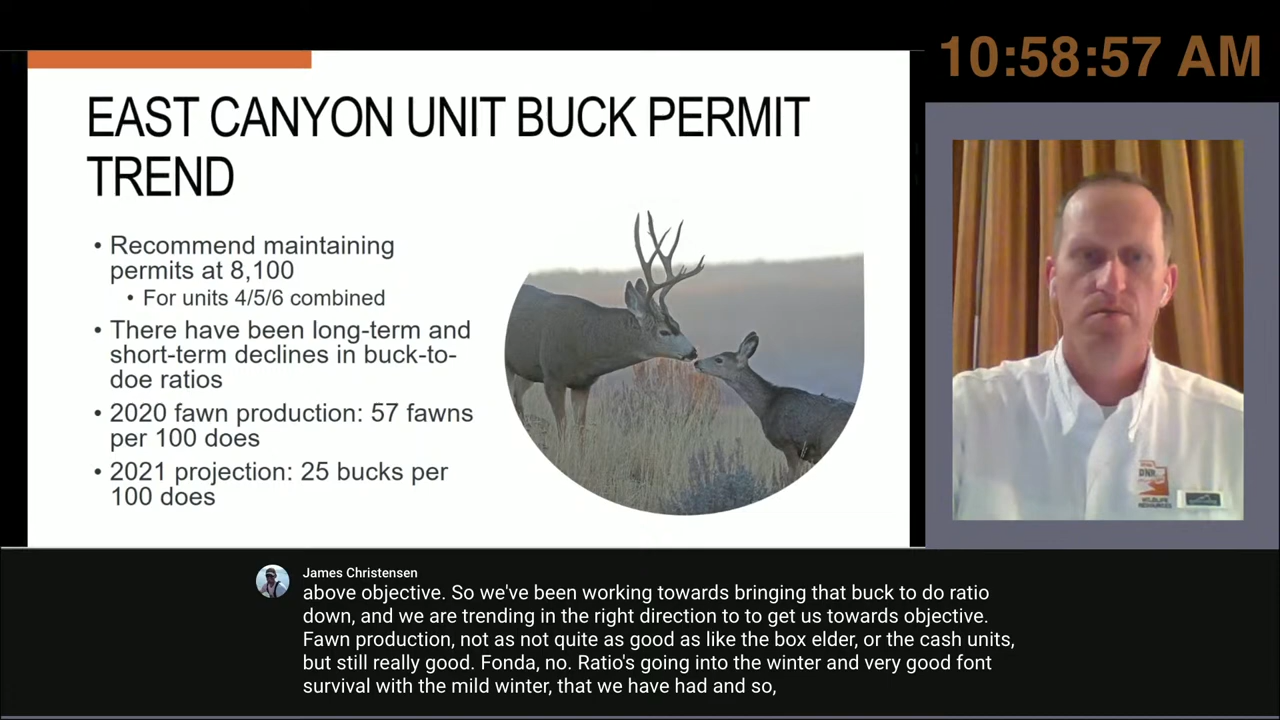 10:58:57 AM
EAST CANYON UNIT BUCK PERMIT
TREND
• Recommend maintaining
permits at 8,100
• For units 4/5/6 combined
• There have been long-term and
short-term declines in buck-to-
doe ratios
• 2020 fawn production: 57 fawns
per 100 does
• 2021 projection: 25 bucks per
100 does
James Christensen
above objective. So we've been working towards bringing that buck to do ratio
down, and we are trending in the right direction to to get us towards objective.
Fawn production, not as not quite as good as like the box elder, or the cash units,
but still really good. Fonda, no. Ratio's going into the winter and very good font
survival with the mild winter, that we have had and so,